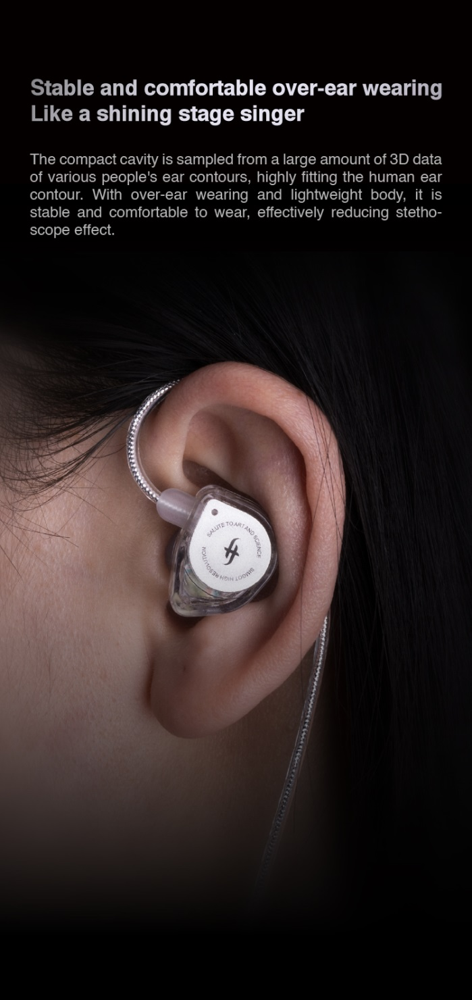 Stable and comfortable over-ear wearing
Like a shining stage singer
The compact cavity is sampled from a large amount of 3D data
of various people's ear contours, highly fitting the human ear
contour. With over-ear wearing and lightweight body, it is
stable and comfortable to wear, effectively reducing stetho-
scope effect.
SALUTE TO ART AND SCIENCE
SIMGOT HIGH RESOLUTION